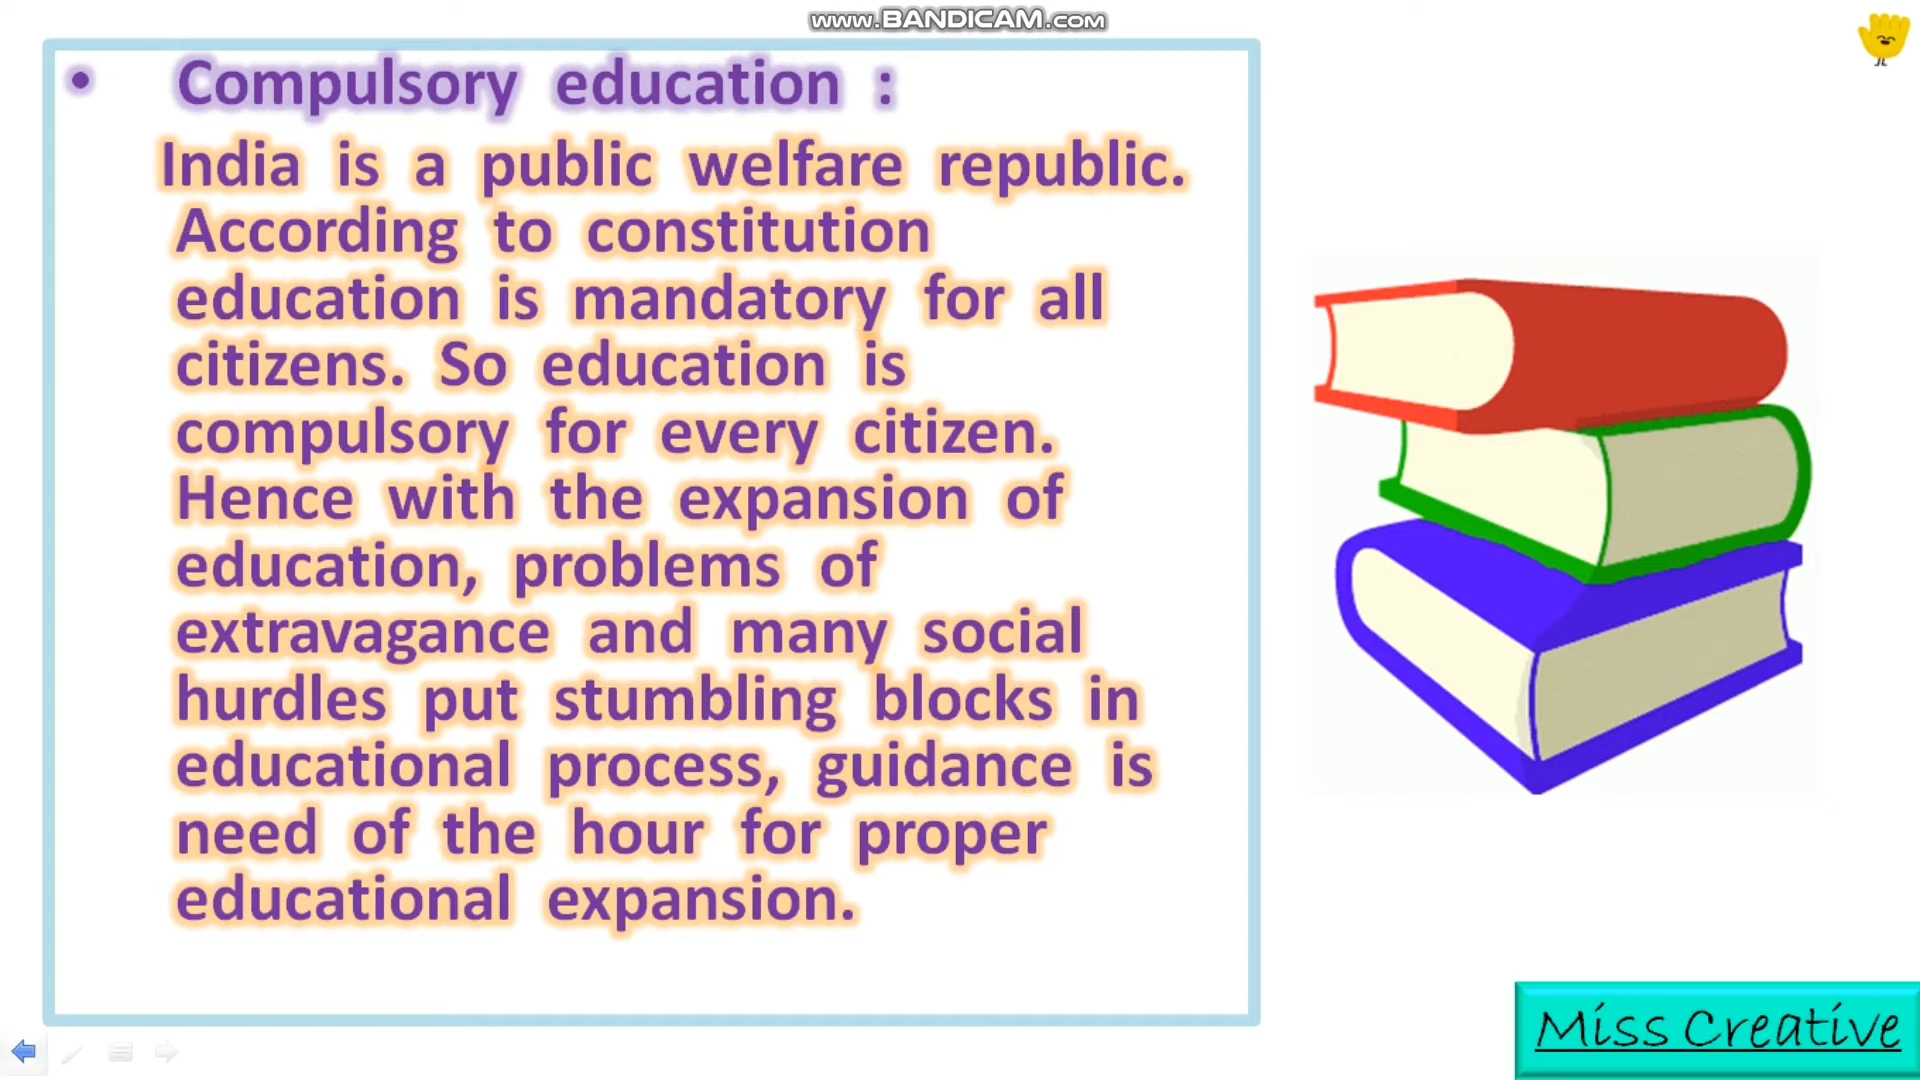 www.BANDICAM.com
• Compulsory education :
India is a public welfare republic.
According to constitution
education is mandatory for all
citizens. So education is
compulsory for every citizen.
Hence with the expansion of
education, problems of
extravagance and many social
hurdles put stumbling blocks in
educational process, guidance is
need of the hour for proper
educational expansion.
Miss Creative